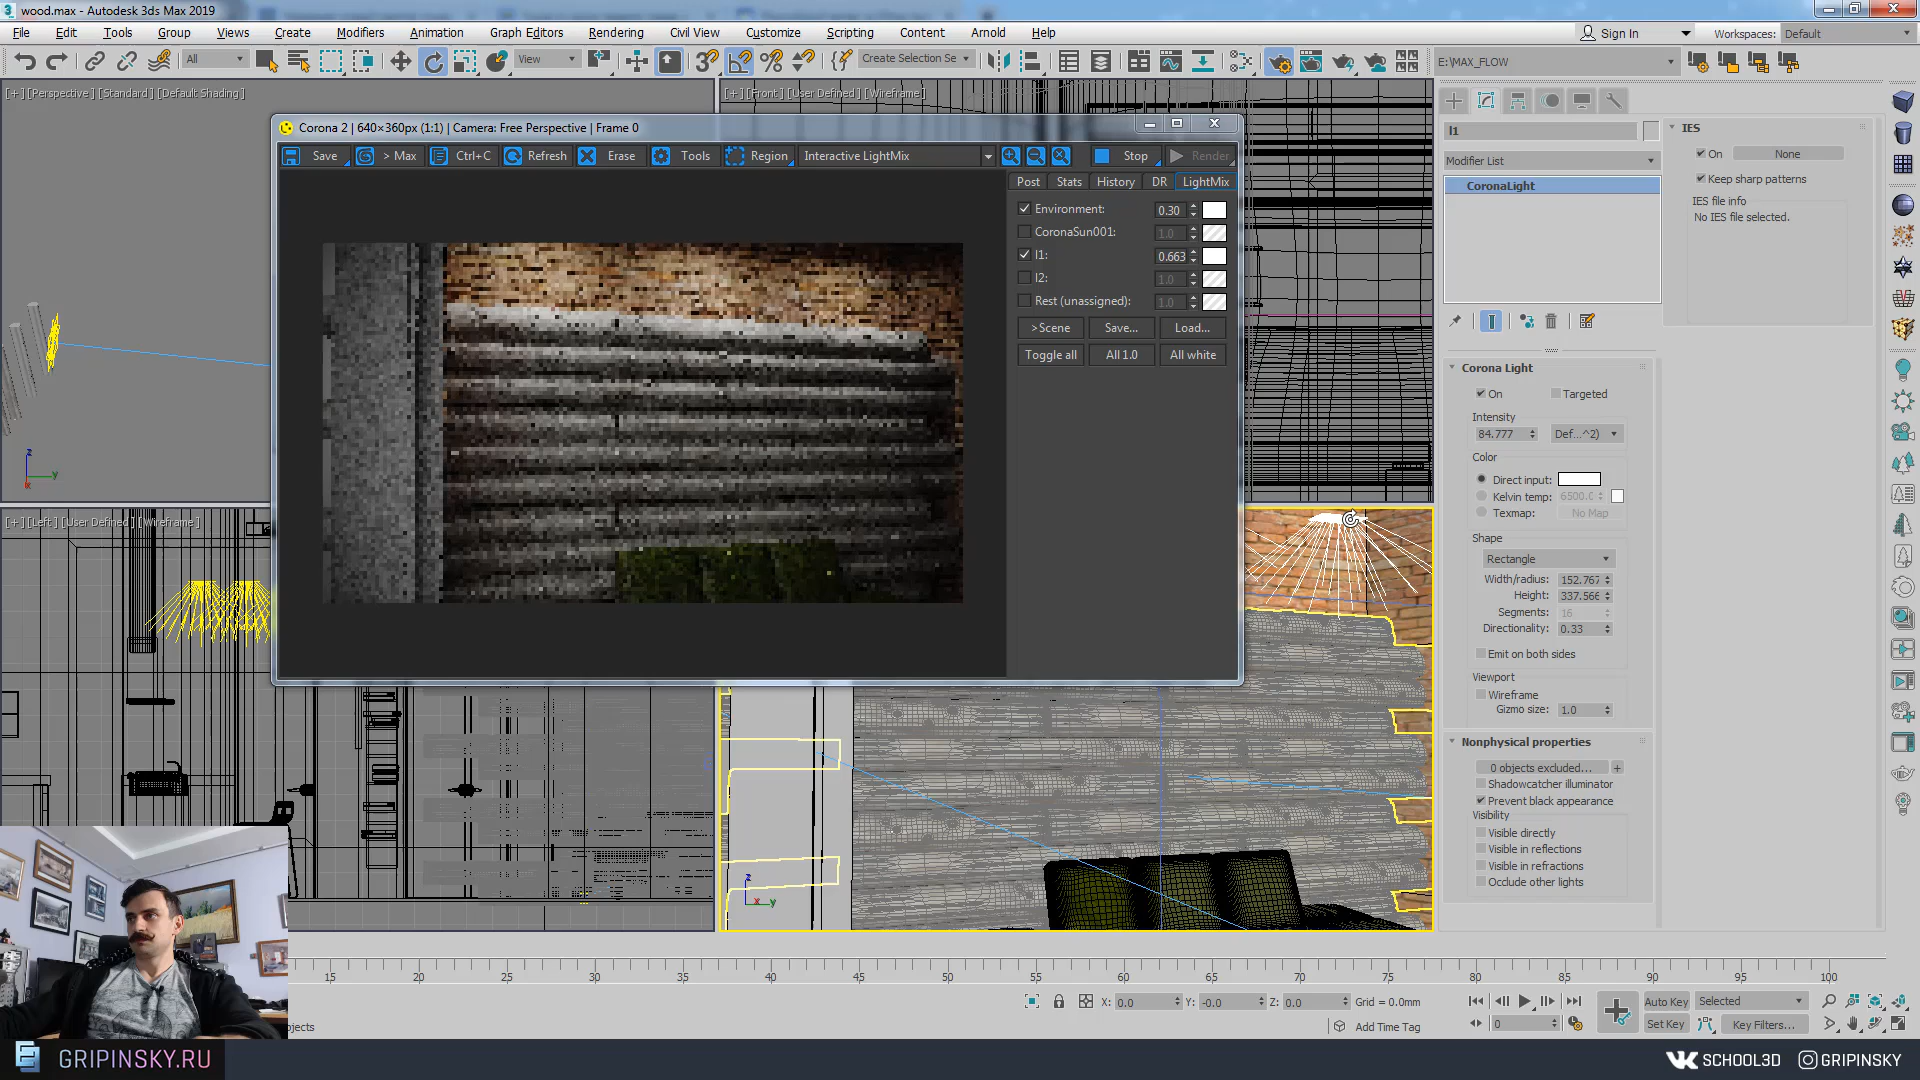 wood.max - Autodesk 3ds Max 2019
File Edit Tools Group Views Create Modifiers Animation Graph Editors Rendering Civil View Customize Scripting Content Arnold Help
Sign In Workspaces: Default
All View Create Selection Se E:\MAX_FLOW
[+] [Perspective] [Standard] [Default Shading]
[+] [Front] [User Defined] [Wireframe]
[+] [Left] [User Defined] [Wireframe]
Corona 2 | 640×360px (1:1) | Camera: Free Perspective | Frame 0
Save > Max Ctrl+C Refresh Erase Tools Region Interactive LightMix Stop Render
Post Stats History DR LightMix
Environment: 0.30
CoronaSun001: 1.0
l1: 0.663
l2: 1.0
Rest (unassigned): 1.0
>Scene Save... Load...
Toggle all All 1.0 All white
l1
Modifier List
CoronaLight
IES
On None
Keep sharp patterns
IES file info
No IES file selected.
Corona Light
On Targeted
Intensity
84.777 Def...^2)
Color
Direct input:
Kelvin temp: 6500.0
Texmap: No Map
Shape
Rectangle
Width/radius: 152.767
Height: 337.566
Segments: 16
Directionality: 0.33
Emit on both sides
Viewport
Wireframe
Gizmo size: 1.0
Nonphysical properties
0 objects excluded... +
Shadowcatcher illuminator
Prevent black appearance
Visibility
Visible directly
Visible in reflections
Visible in refractions
Occlude other lights
15 20 25 30 35 40 45 50 55 60 65 70 75 80 85 90 95 100
X: 0.0 Y: -0.0 Z: 0.0 Grid = 0.0mm
Auto Key Selected
Add Time Tag 0 Set Key Key Filters...
GRIPINSKY.RU
SCHOOL3D GRIPINSKY